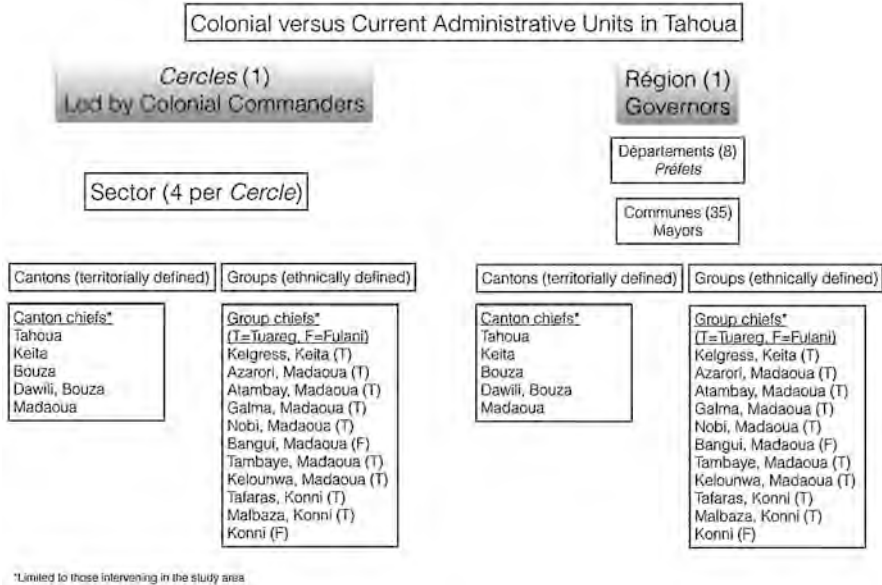 Colonial versus Current Administrative Units in Tahoua
Cercles (1)
Led by Colonial Commanders
Sector (4 per Cercle)
Cantons (territorially defined)
Canton chiefs*
Tahoua
Keita
Bouza
Dawili, Bouza
Madaoua
Groups (ethnically defined)
Group chiefs*
(T=Tuareg, F=Fulani)
Kelgress, Keita (T)
Azarori, Madaoua (T)
Atambay, Madaoua (T)
Galma, Madaoua (T)
Nobi, Madaoua (T)
Bangui, Madaoua (F)
Tambaye, Madaoua (T)
Kelounwa, Madaoua (T)
Tafaras, Konni (T)
Malbaza, Konni (T)
Konni (F)
Région (1)
Governors
Départements (8)
Préfets
Communes (35)
Mayors
Cantons (territorially defined)
Canton chiefs*
Tahoua
Keita
Bouza
Dawili, Bouza
Madaoua
Groups (ethnically defined)
Group chiefs*
(T=Tuareg, F=Fulani)
Kelgress, Keita (T)
Azarori, Madaoua (T)
Atambay, Madaoua (T)
Galma, Madaoua (T)
Nobi, Madaoua (T)
Bangui, Madaoua (F)
Tambaye, Madaoua (T)
Kelounwa, Madaoua (T)
Tafaras, Konni (T)
Malbaza, Konni (T)
Konni (F)
*Limited to those intervening in the study area